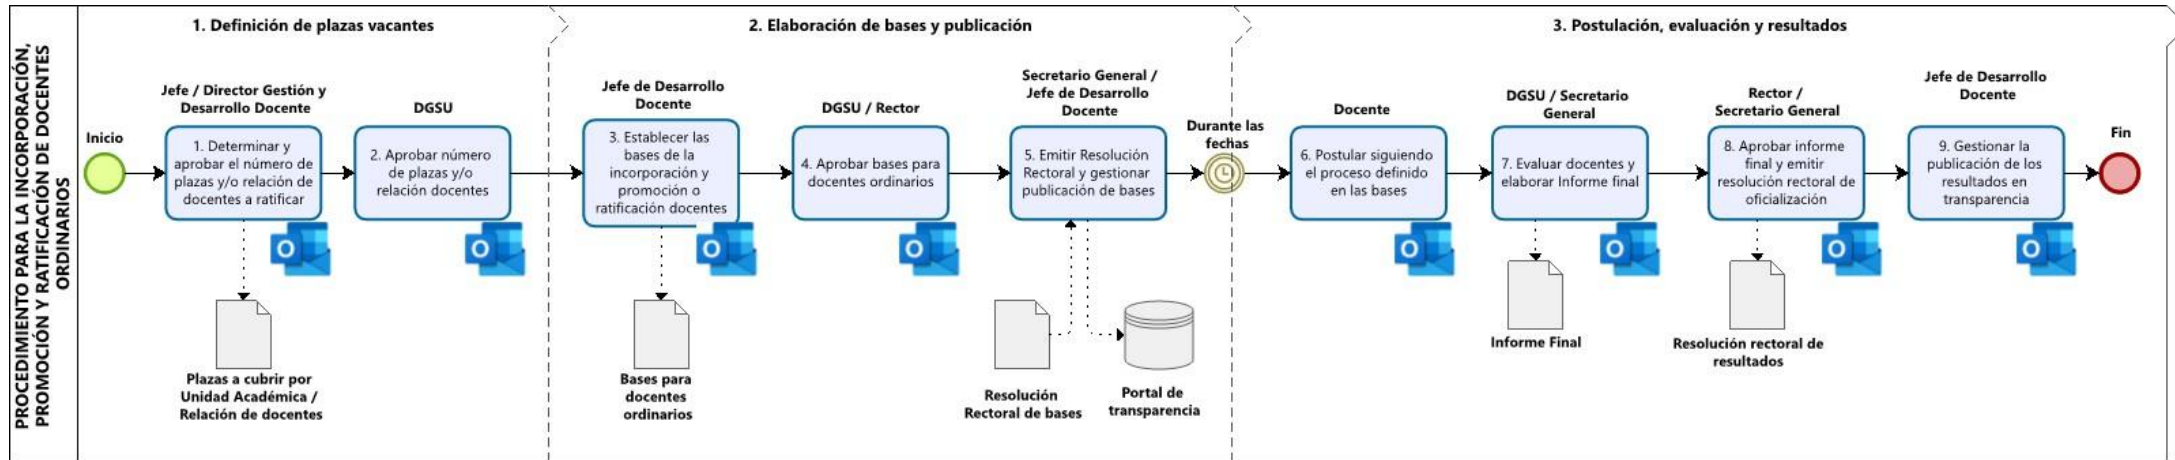 PROCEDIMIENTO PARA LA INCORPORACIÓN,
PROMOCIÓN Y RATIFICACIÓN DE DOCENTES
ORDINARIOS
1. Definición de plazas vacantes
Inicio
Jefe / Director Gestión y
Desarrollo Docente
1. Determinar y
aprobar el número de
plazas y/o relación de
docentes a ratificar
O
Plazas a cubrir por
Unidad Académica /
Relación de docentes
DGSU
2. Aprobar número
de plazas y/o
relación docentes
O
2. Elaboración de bases y publicación
Jefe de Desarrollo
Docente
3. Establecer las
bases de la
incorporación y
promoción o
ratificación docentes
O
Bases para
docentes
ordinarios
DGSU / Rector
4. Aprobar bases para
docentes ordinarios
O
Secretario General /
Jefe de Desarrollo
Docente
5. Emitir Resolución
Rectoral y gestionar
publicación de bases
Resolución
Rectoral de bases
Portal de
transparencia
Durante las
fechas
3. Postulación, evaluación y resultados
Docente
6. Postular siguiendo
el proceso definido
en las bases
O
DGSU / Secretario
General
7. Evaluar docentes y
elaborar Informe final
O
Informe Final
Rector /
Secretario General
8. Aprobar informe
final y emitir
resolución rectoral de
oficialización
O
Resolución rectoral de
resultados
Jefe de Desarrollo
Docente
9. Gestionar la
publicación de los
resultados en
transparencia
O
Fin